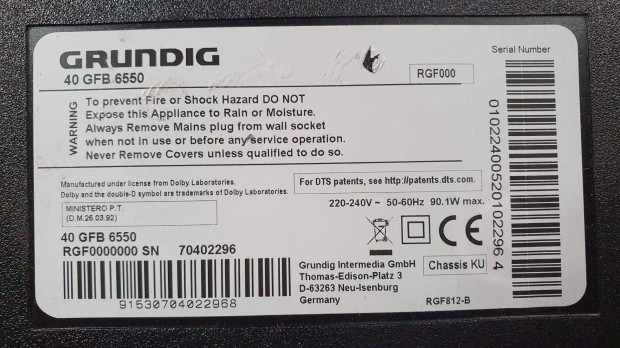 GRUNDIG
40 GFB 6550
RGF000
Serial Number
WARNING
To prevent Fire or Shock Hazard DO NOT
Expose this Appliance to Rain or Moisture.
Always Remove Mains plug from wall socket
when not in use or before any service operation.
Never Remove Covers unless qualified to do so.
01022400520102296 4
Manufactured under license from Dolby Laboratories.
Dolby and the double-D symbol are trademarks of Dolby Laboratories.
For DTS patents, see http://patents.dts.com.
MINISTERO P.T.
(D.M.26.03.92)
220-240V ~ 50-60Hz 90.1W max.
40 GFB 6550
RGF0000000 SN 70402296
CE
91530704022968
Grundig Intermedia GmbH
Thomas-Edison-Platz 3
D-63263 Neu-Isenburg
Germany
Chassis KU
RGF812-B